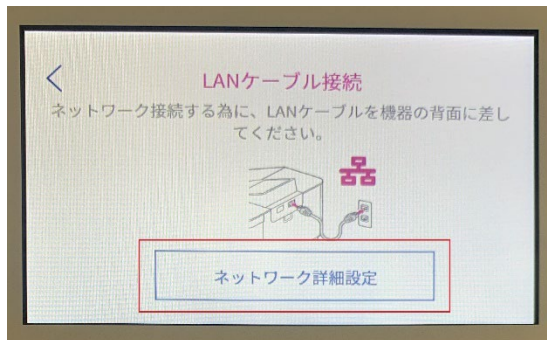 LANケーブル接続
ネットワーク接続する為に、LANケーブルを機器の背面に差し
てください。
ネットワーク詳細設定